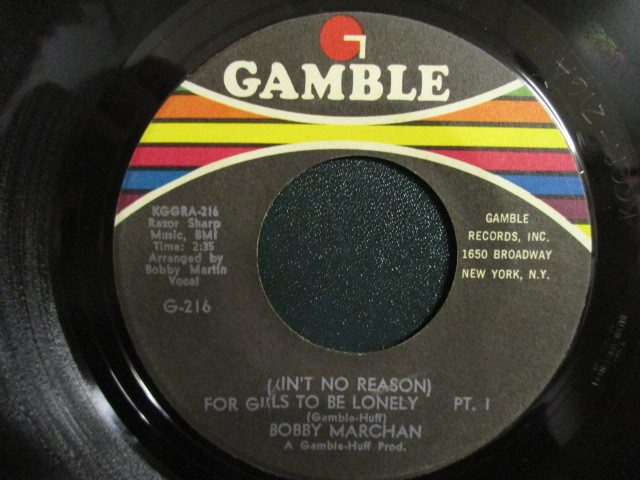 G
GAMBLE
KGGRA-216
Razor Sharp
Music, BMI
Time: 2:35
Arranged by
Bobby Martin
Vocal
G-216
GAMBLE
RECORDS, INC.
1650 BROADWAY
NEW YORK, N.Y.
(AIN'T NO REASON)
FOR GIRLS TO BE LONELY PT. I
(Gamble-Huff)
BOBBY MARCHAN
A Gamble-Huff Prod.